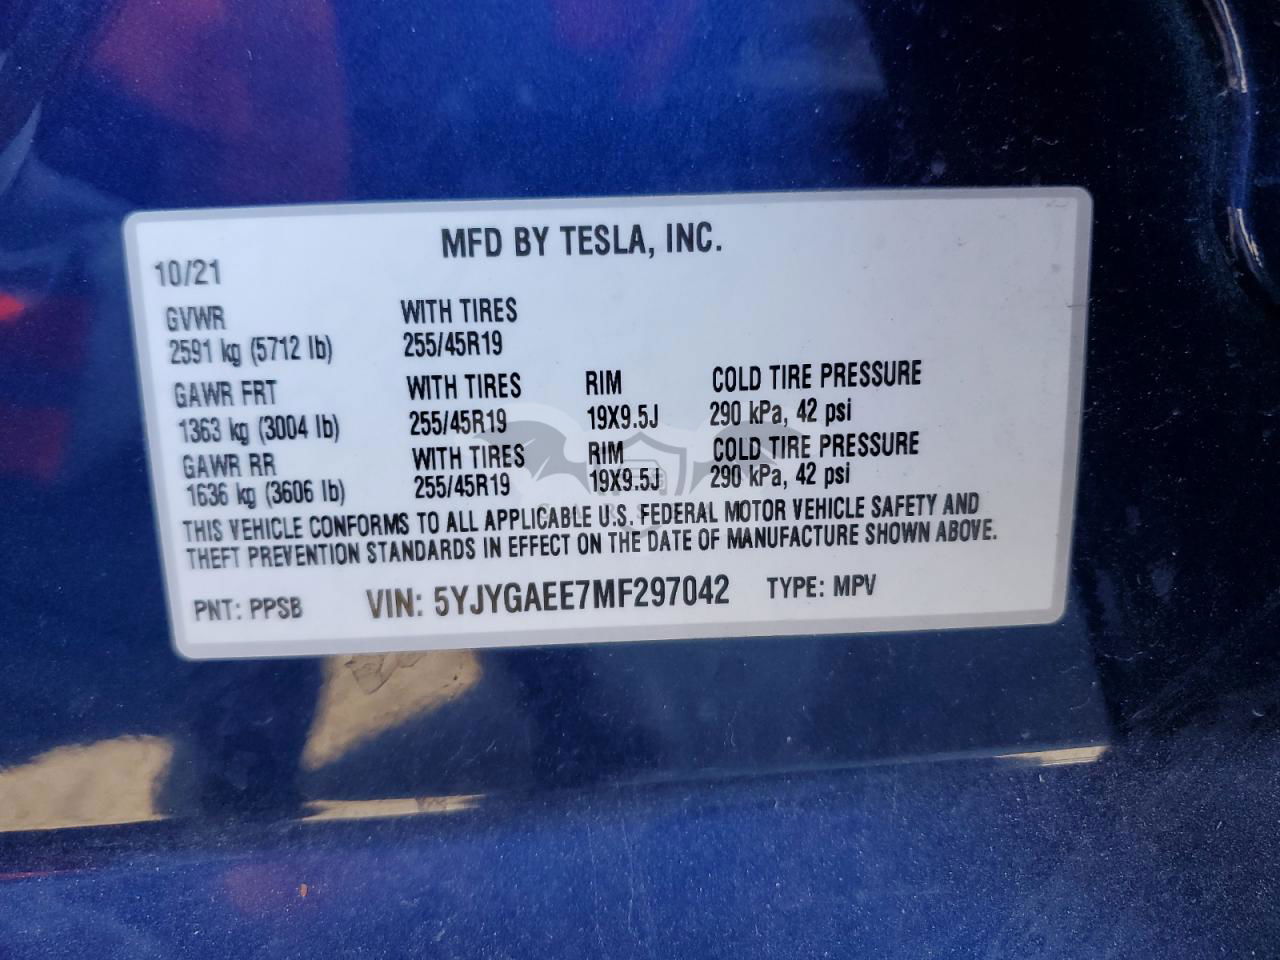 MFD BY TESLA, INC.
10/21
GVWR WITH TIRES
2591 kg (5712 lb) 255/45R19
GAWR FRT WITH TIRES RIM COLD TIRE PRESSURE
1363 kg (3004 lb) 255/45R19 19X9.5J 290 kPa, 42 psi
GAWR RR WITH TIRES RIM COLD TIRE PRESSURE
1636 kg (3606 lb) 255/45R19 19X9.5J 290 kPa, 42 psi
THIS VEHICLE CONFORMS TO ALL APPLICABLE U.S. FEDERAL MOTOR VEHICLE SAFETY AND
THEFT PREVENTION STANDARDS IN EFFECT ON THE DATE OF MANUFACTURE SHOWN ABOVE.
PNT: PPSB VIN: 5YJYGAEE7MF297042 TYPE: MPV